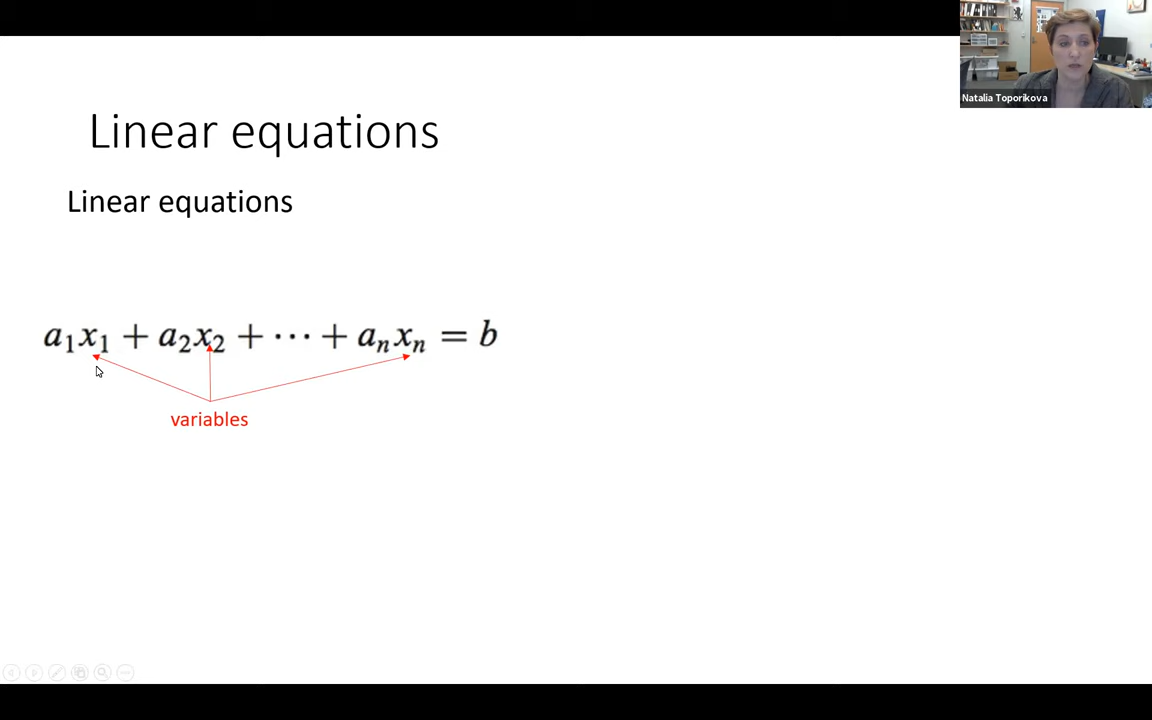 Natalia Toporikova
Linear equations
Linear equations
a₁x₁ + a₂x₂ + ⋯ + aₙxₙ = b
variables